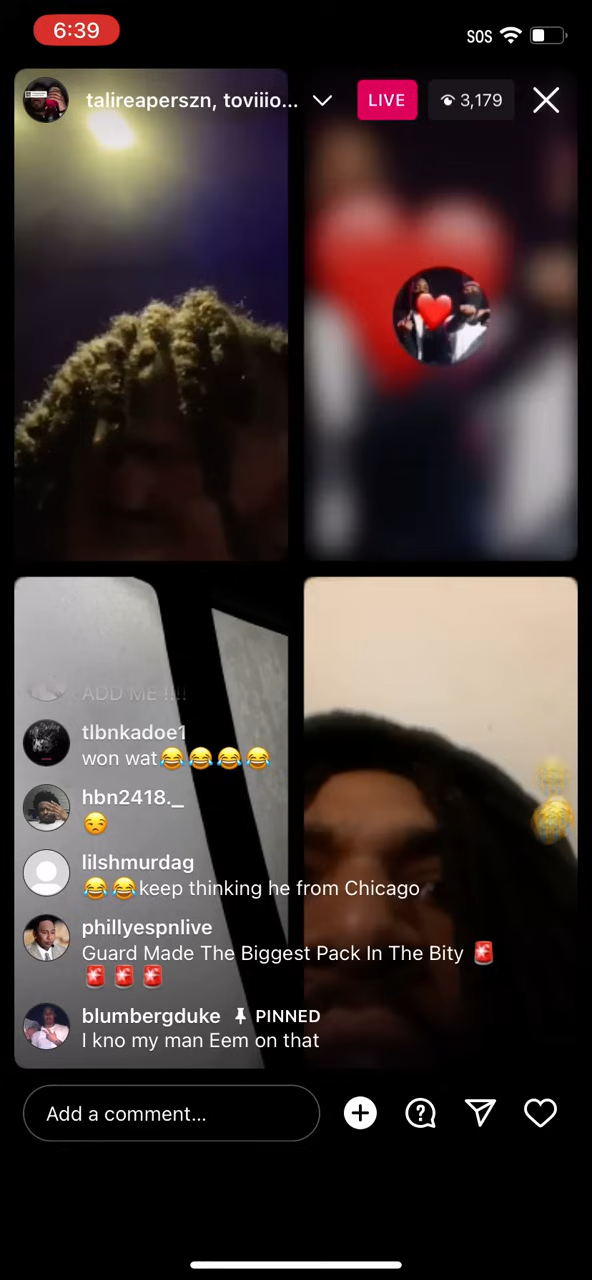 6:39
SOS
talireaperszn, toviiio...
LIVE
3,179
ADD ME !!!!
tlbnkadoe1
won wat😂😂😂😂
hbn2418._
😒
lilshmurdag
😂😂keep thinking he from Chicago
phillyespnlive
Guard Made The Biggest Pack In The Bity 🚨
🚨🚨🚨
blumbergduke PINNED
I kno my man Eem on that
Add a comment...